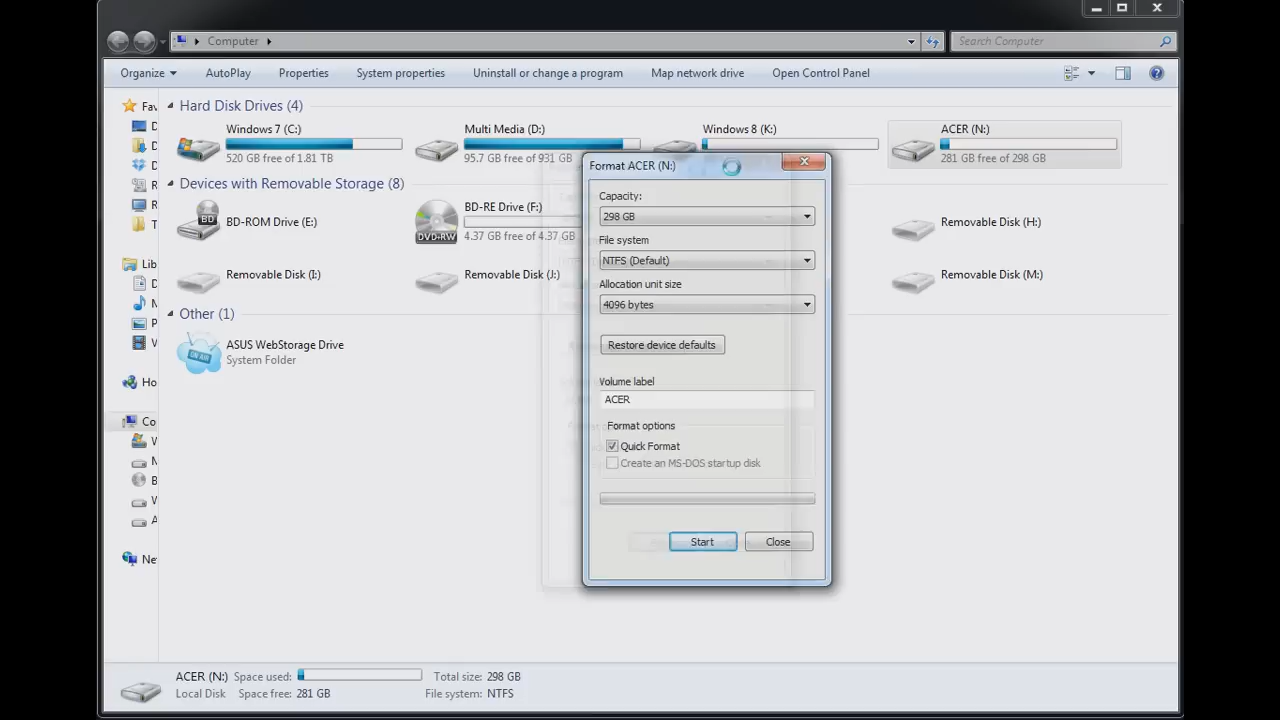 Computer
Search Computer
Organize
AutoPlay
Properties
System properties
Uninstall or change a program
Map network drive
Open Control Panel
Fav
Hard Disk Drives (4)
Windows 7 (C:)
520 GB free of 1.81 TB
Multi Media (D:)
95.7 GB free of 931 GB
Windows 8 (K:)
ACER (N:)
281 GB free of 298 GB
Devices with Removable Storage (8)
BD-ROM Drive (E:)
BD-RE Drive (F:)
4.37 GB free of 4.37 GB
Removable Disk (H:)
Removable Disk (I:)
Removable Disk (J:)
Removable Disk (M:)
Other (1)
ASUS WebStorage Drive
System Folder
D
D
D
R
R
T
Lib
D
M
P
V
Ho
Co
W
M
B
W
A
Ne
Format ACER (N:)
Capacity:
298 GB
File system
NTFS (Default)
Allocation unit size
4096 bytes
Restore device defaults
Volume label
ACER
Format options
Quick Format
Create an MS-DOS startup disk
Start
Close
ACER (N:)
Space used:
Total size: 298 GB
Local Disk
Space free: 281 GB
File system: NTFS